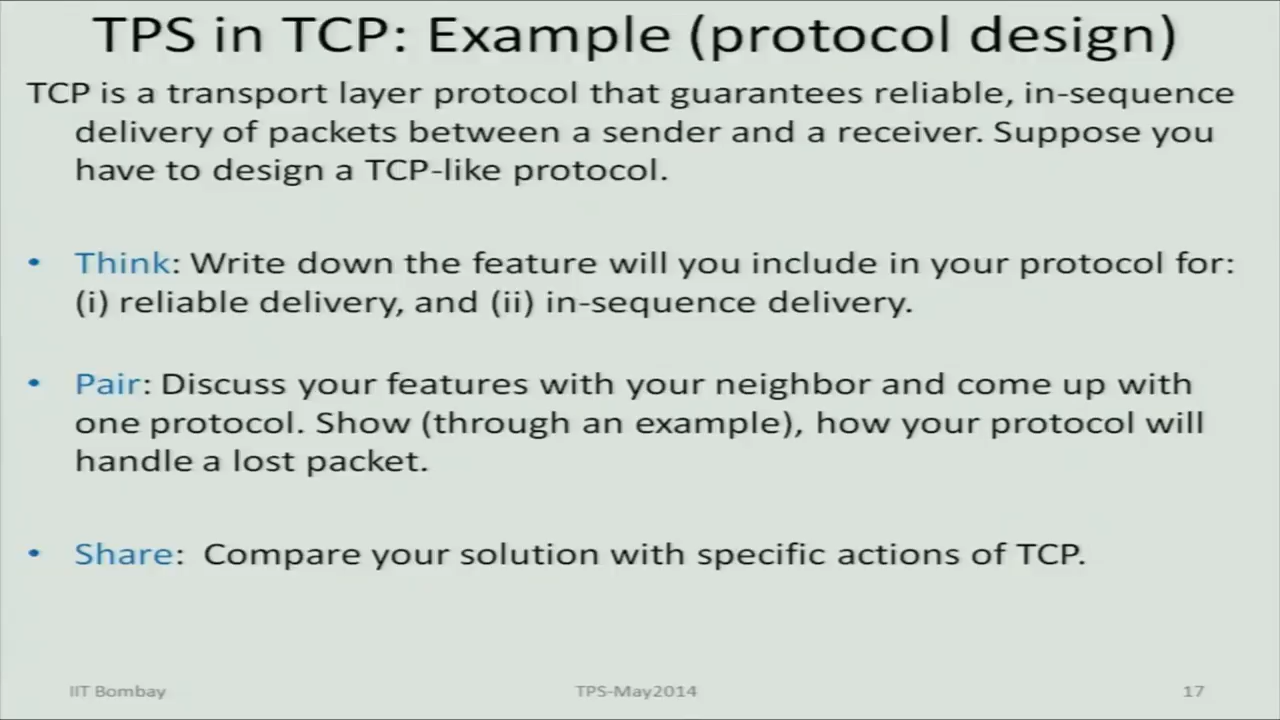 TPS in TCP: Example (protocol design)
TCP is a transport layer protocol that guarantees reliable, in-sequence
delivery of packets between a sender and a receiver. Suppose you
have to design a TCP-like protocol.
• Think: Write down the feature will you include in your protocol for:
(i) reliable delivery, and (ii) in-sequence delivery.
• Pair: Discuss your features with your neighbor and come up with
one protocol. Show (through an example), how your protocol will
handle a lost packet.
• Share: Compare your solution with specific actions of TCP.
IIT Bombay TPS-May2014 17